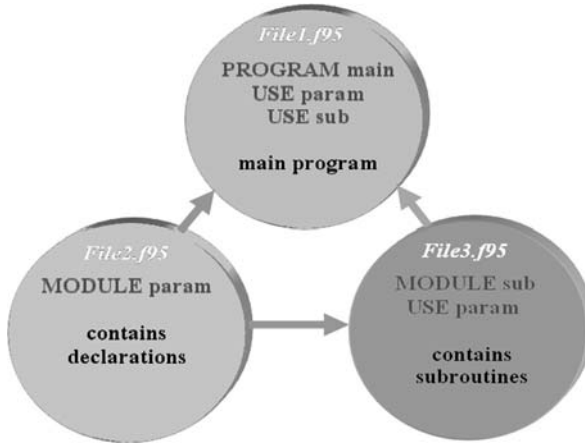 File1.f95
PROGRAM main
USE param
USE sub
main program
File2.f95
MODULE param
contains
declarations
File3.f95
MODULE sub
USE param
contains
subroutines